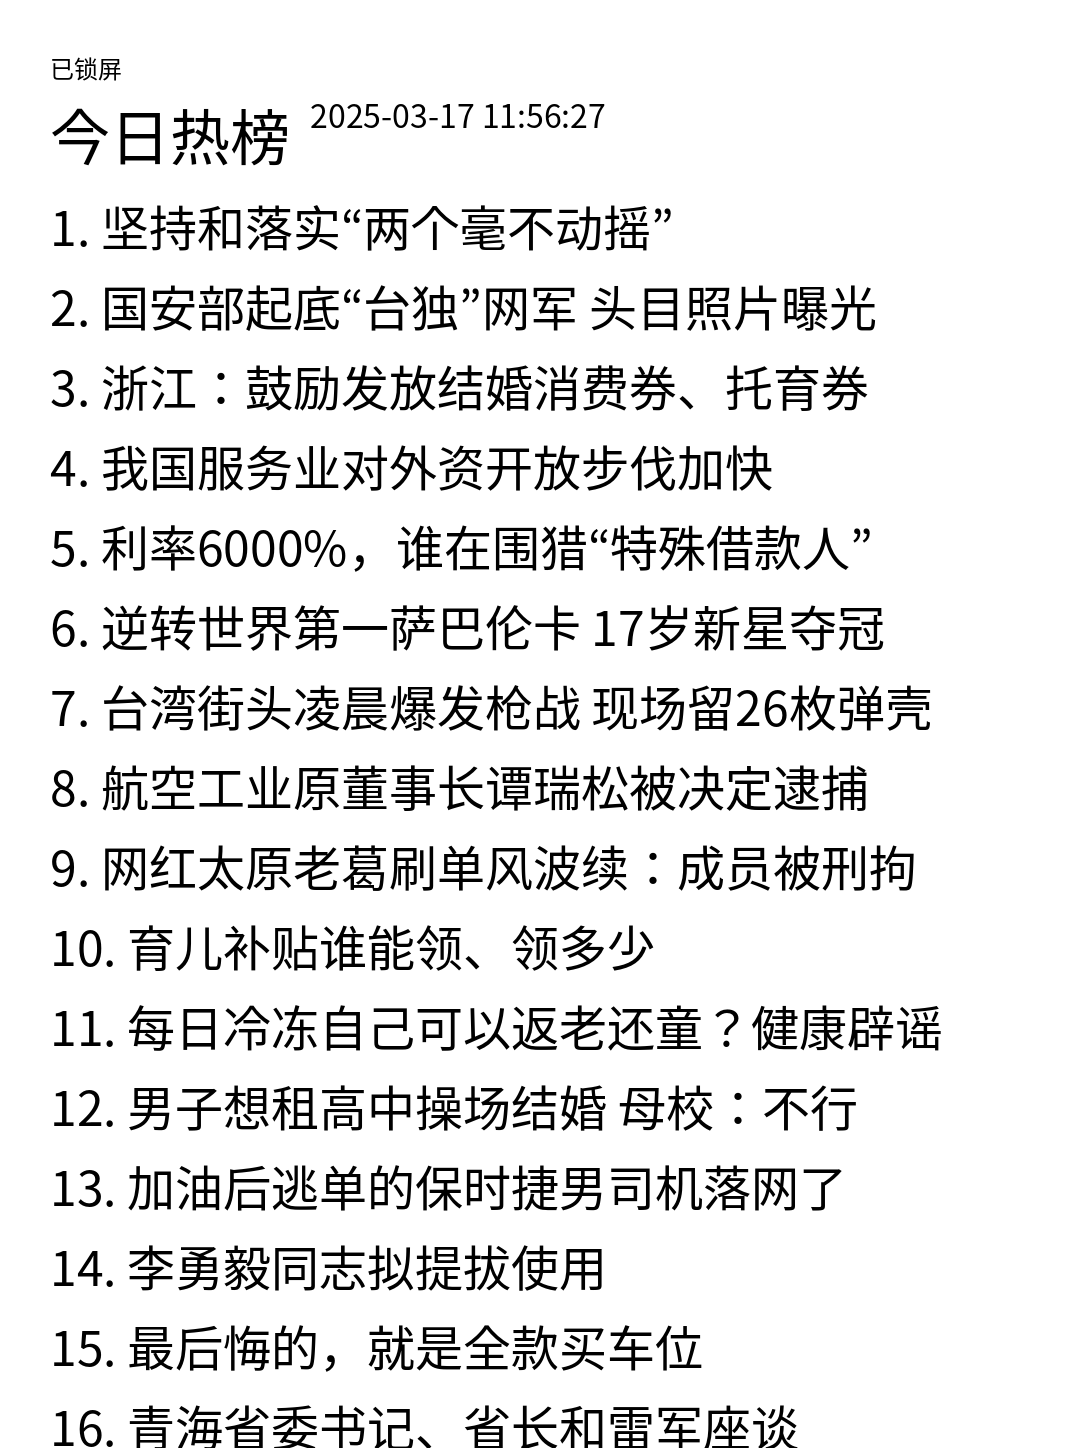 已锁屏
今日热榜 2025-03-17 11:56:27
1. 坚持和落实“两个毫不动摇”
2. 国安部起底“台独”网军 头目照片曝光
3. 浙江：鼓励发放结婚消费券、托育券
4. 我国服务业对外资开放步伐加快
5. 利率6000%，谁在围猎“特殊借款人”
6. 逆转世界第一萨巴伦卡 17岁新星夺冠
7. 台湾街头凌晨爆发枪战 现场留26枚弹壳
8. 航空工业原董事长谭瑞松被决定逮捕
9. 网红太原老葛刷单风波续：成员被刑拘
10. 育儿补贴谁能领、领多少
11. 每日冷冻自己可以返老还童？健康辟谣
12. 男子想租高中操场结婚 母校：不行
13. 加油后逃单的保时捷男司机落网了
14. 李勇毅同志拟提拔使用
15. 最后悔的，就是全款买车位
16. 青海省委书记、省长和雷军座谈